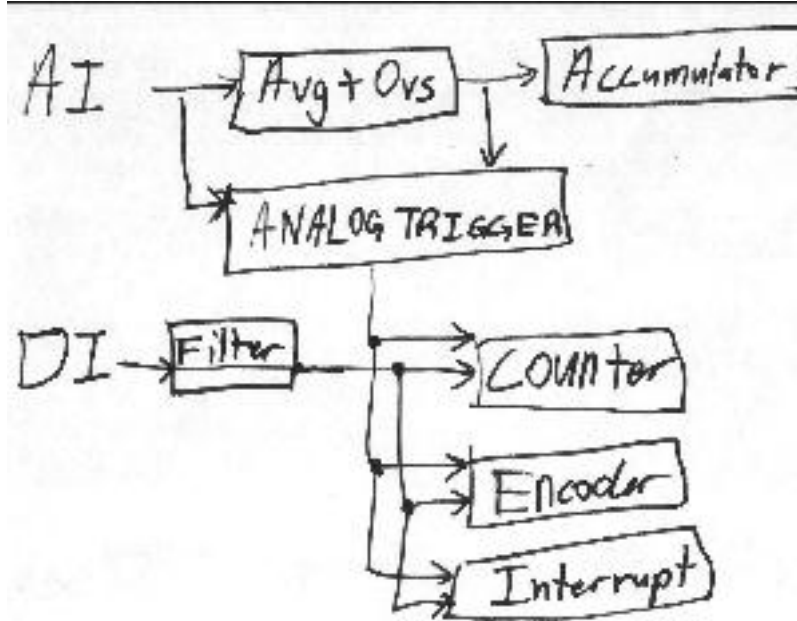 AI
Avg + Ovs
Accumulator
ANALOG TRIGGER
DI
Filter
Counter
Encoder
Interrupt